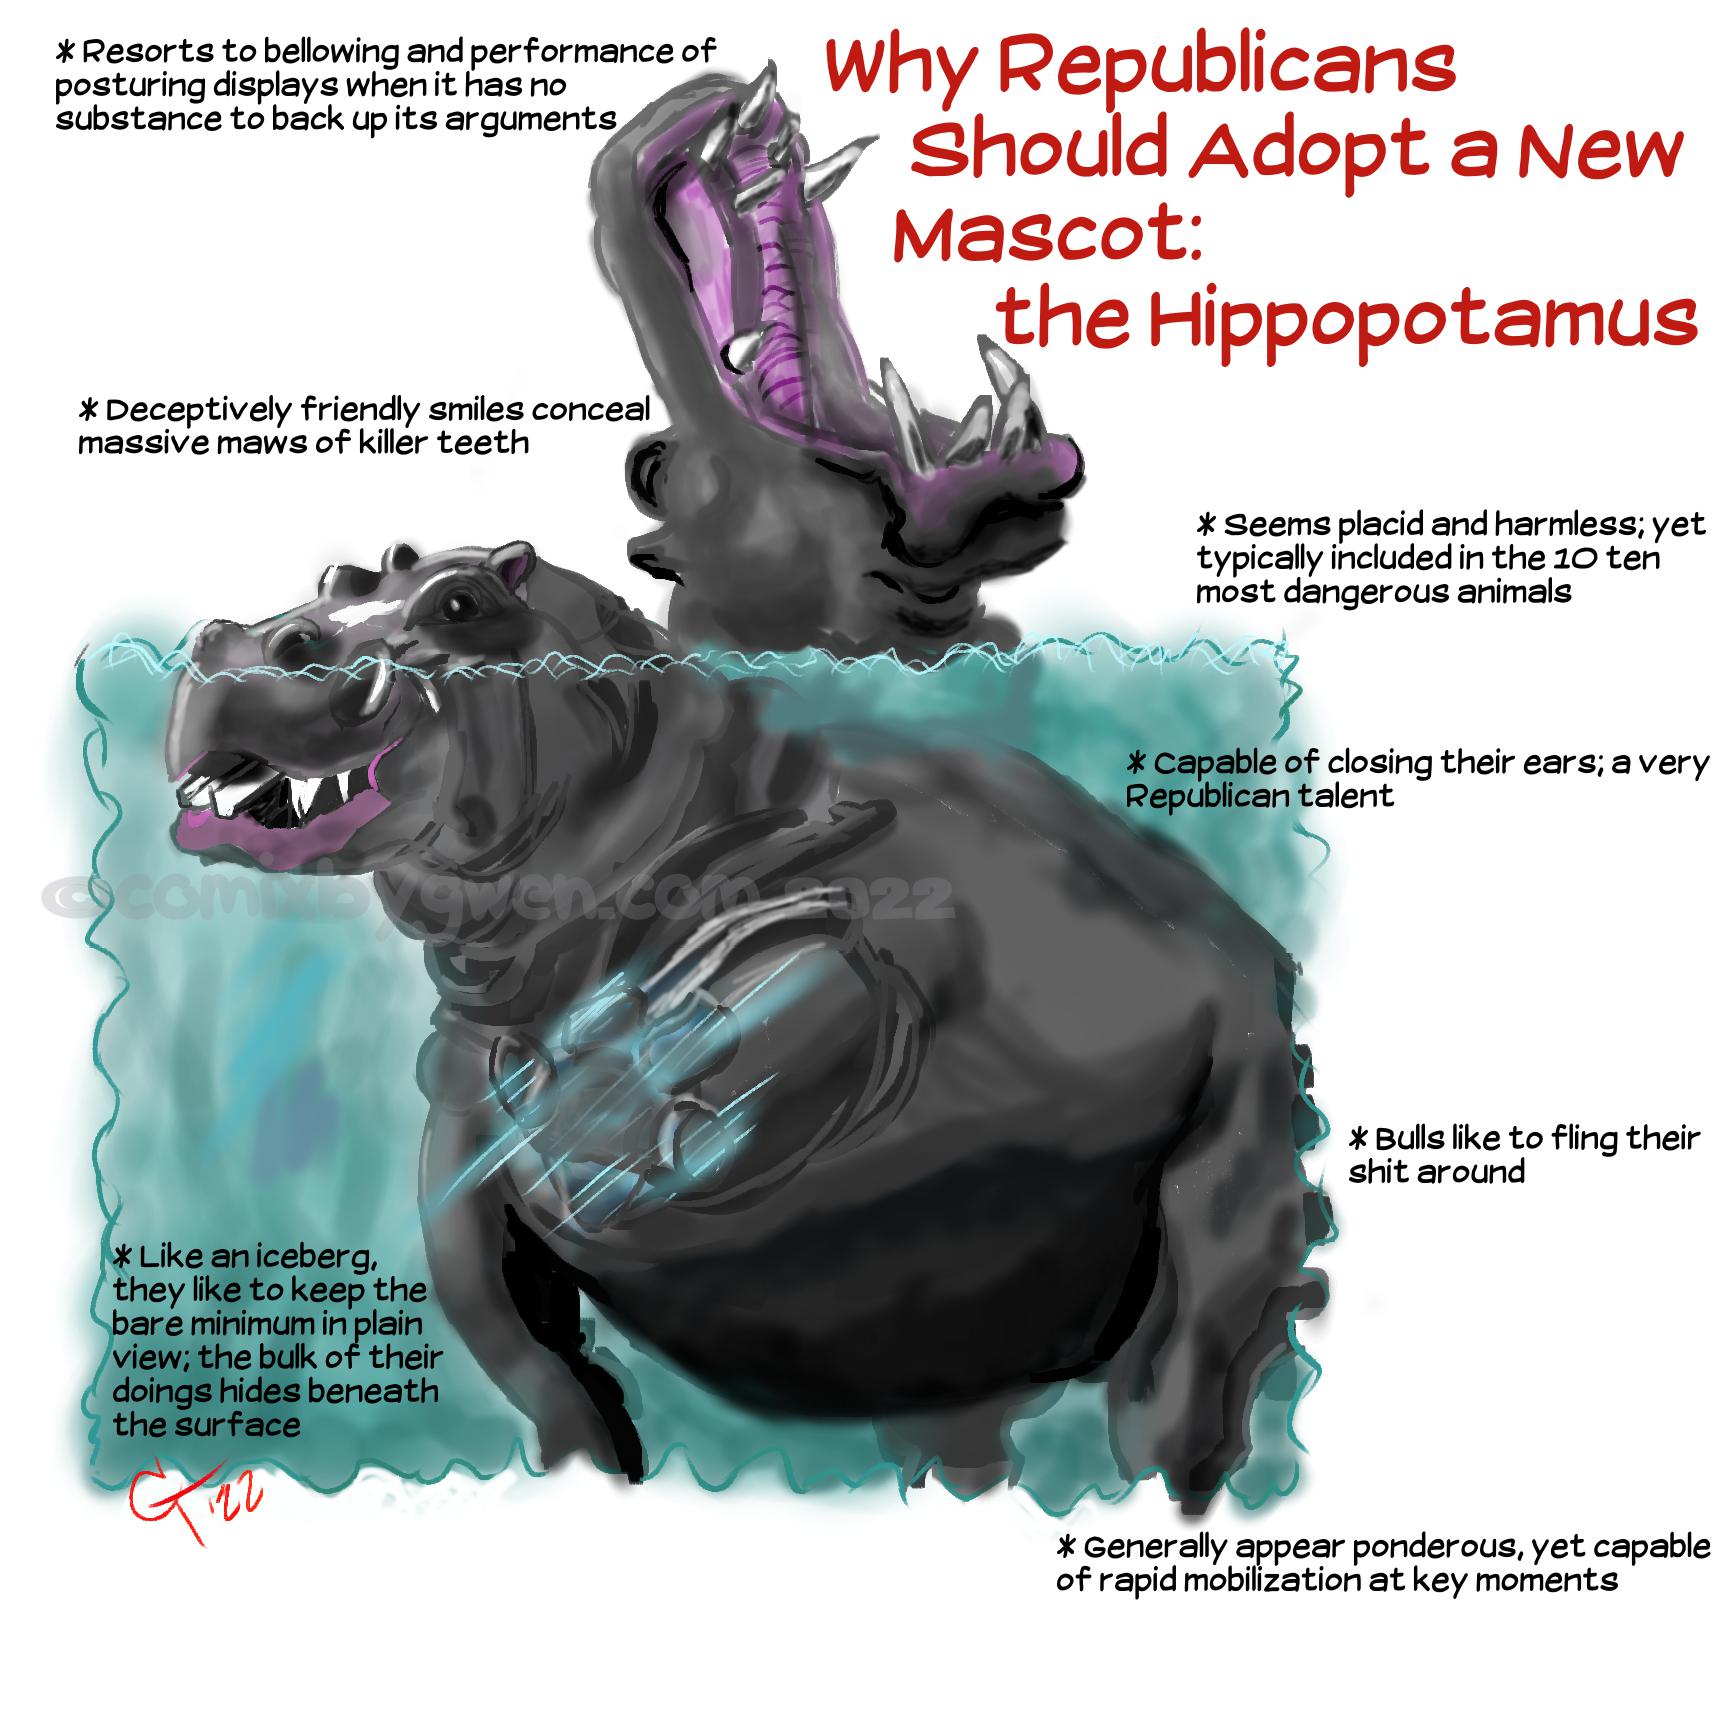 * Resorts to bellowing and performance of
posturing displays when it has no
substance to back up its arguments
Why Republicans
Should Adopt a New
Mascot:
the Hippopotamus
* Deceptively friendly smiles conceal
massive maws of killer teeth
* Seems placid and harmless; yet
typically included in the 10 ten
most dangerous animals
* Capable of closing their ears; a very
Republican talent
©comixbygwen.com 2022
* Bulls like to fling their
shit around
* Like an iceberg,
they like to keep the
bare minimum in plain
view; the bulk of their
doings hides beneath
the surface
GT '22
* Generally appear ponderous, yet capable
of rapid mobilization at key moments